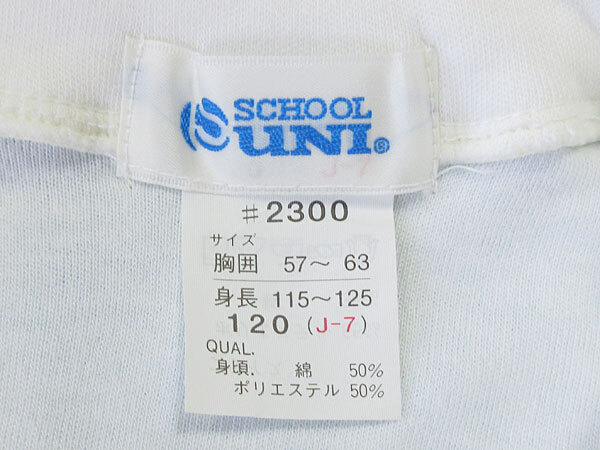 SCHOOL
UNI®
J-7
#2300
サイズ
胸囲 57～ 63
身長 115～125
120 (J-7)
QUAL.
身頃. 綿 50%
ポリエステル 50%